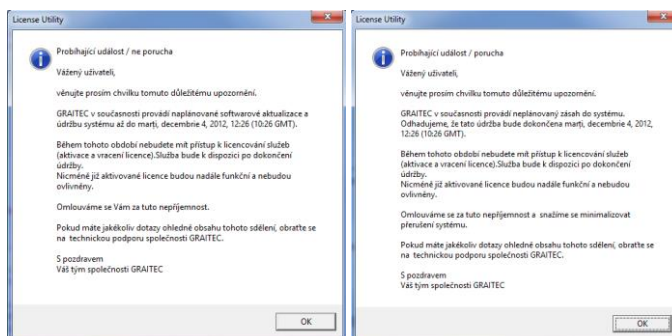 License Utility
Probíhající událost / ne porucha
Vážený uživateli,
věnujte prosím chvilku tomuto důležitému upozornění.
GRAITEC v současnosti provádí naplánované softwarové aktualizace a
údržbu systému až do marţi, decembrie 4, 2012, 12:26 (10:26 GMT).
Během tohoto období nebudete mít přístup k licencování služeb
(aktivace a vracení licence).Služba bude k dispozici po dokončení
údržby.
Nicméně již aktivované licence budou nadále funkční a nebudou
ovlivněny.
Omlouváme se Vám za tuto nepříjemnost.
Pokud máte jakékoliv dotazy ohledné obsahu tohoto sdělení, obraťte se
na technickou podporu společnosti GRAITEC.
S pozdravem
Váš tým společnosti GRAITEC
OK
License Utility
Probíhající událost / porucha
Vážený uživateli,
věnujte prosím chvilku tomuto důležitému upozornění.
GRAITEC v současnosti provádí neplánovaný zásah do systému.
Odhadujeme, že tato údržba bude dokončena marţi, decembrie 4, 2012,
12:26 (10:26 GMT).
Během tohoto období nebudete mít přístup k licencování služeb
(aktivace a vracení licence).Služba bude k dispozici po dokončení
údržby.
Nicméně již aktivované licence budou nadále funkční a nebudou
ovlivněny.
Omlouváme se za tuto nepříjemnost a snažíme se minimalizovat
přerušení systému.
Pokud máte jakékoliv dotazy ohledné obsahu tohoto sdělení, obraťte se
na technickou podporu společnosti GRAITEC.
S pozdravem
Váš tým společnosti GRAITEC
OK